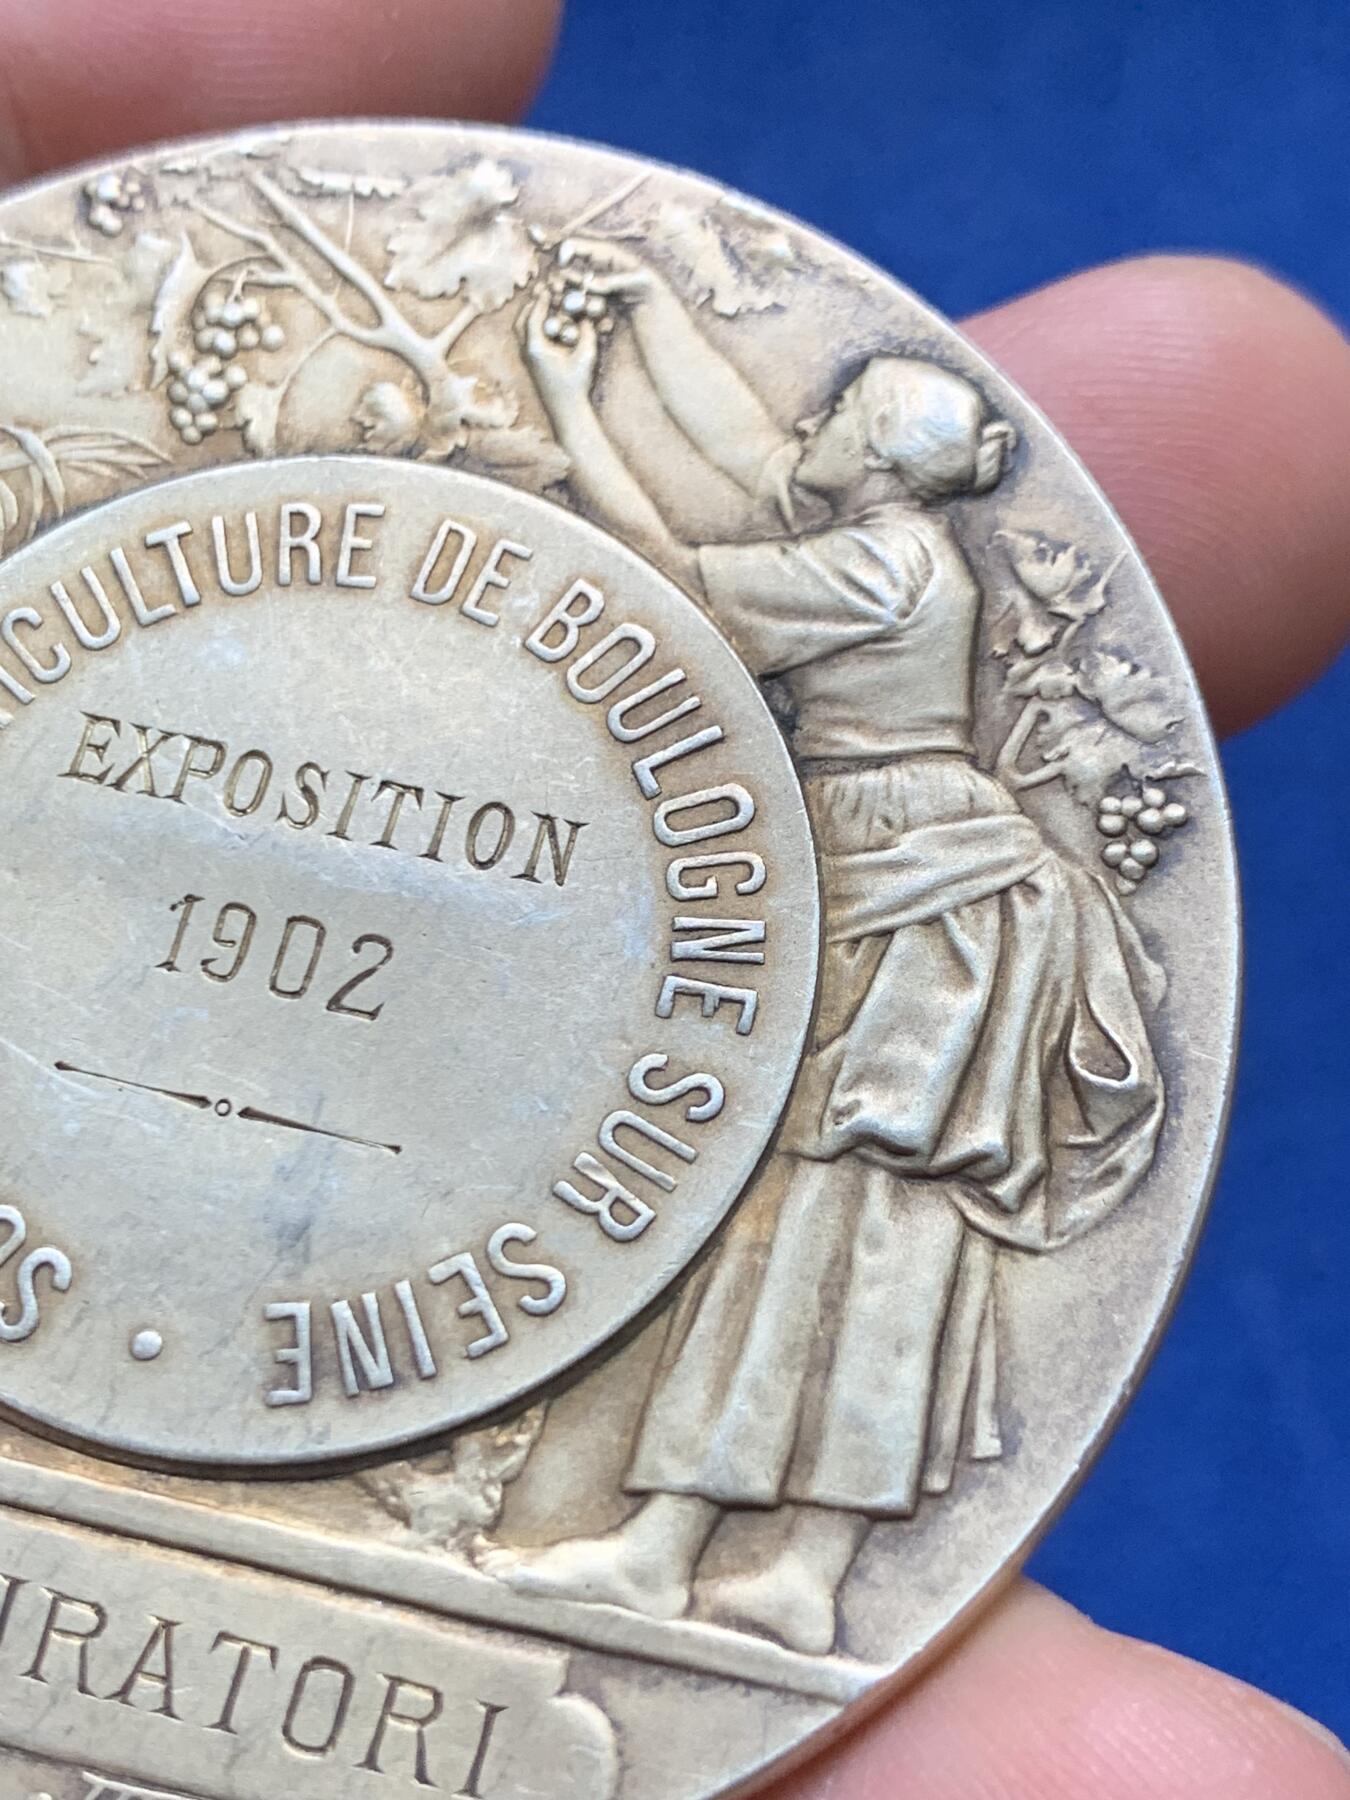 ICULTURE DE BOULOGNE SUR SEINE • S
EXPOSITION
1902
IRATORI